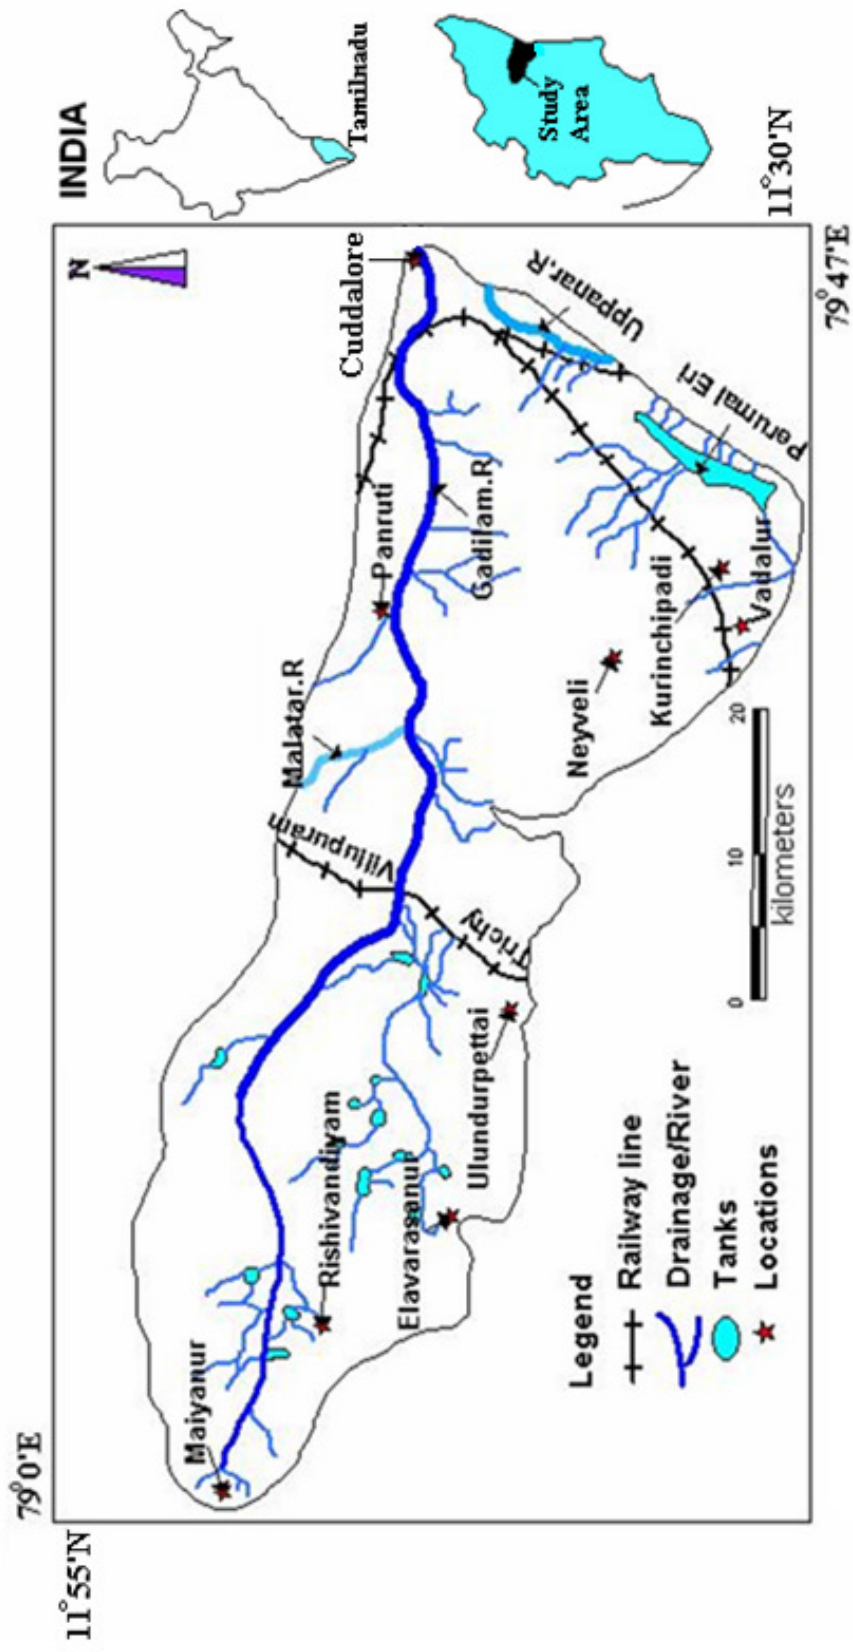 INDIA
Tamilnadu
Study
Area
11°30'N
79°47'E
N
Cuddalore
Uppanar.R
Perumal Eri
Panruti
Gadilam.R
Malatar.R
Kurinchipadi
Vadalur
Neyveli
Villupuram
Trichy
Ulundurpettai
Rishivandiyam
Elavarasanur
Maiyanur
0
10
20
kilometers
Legend
Railway line
Drainage/River
Tanks
Locations
79°0'E
11°55'N